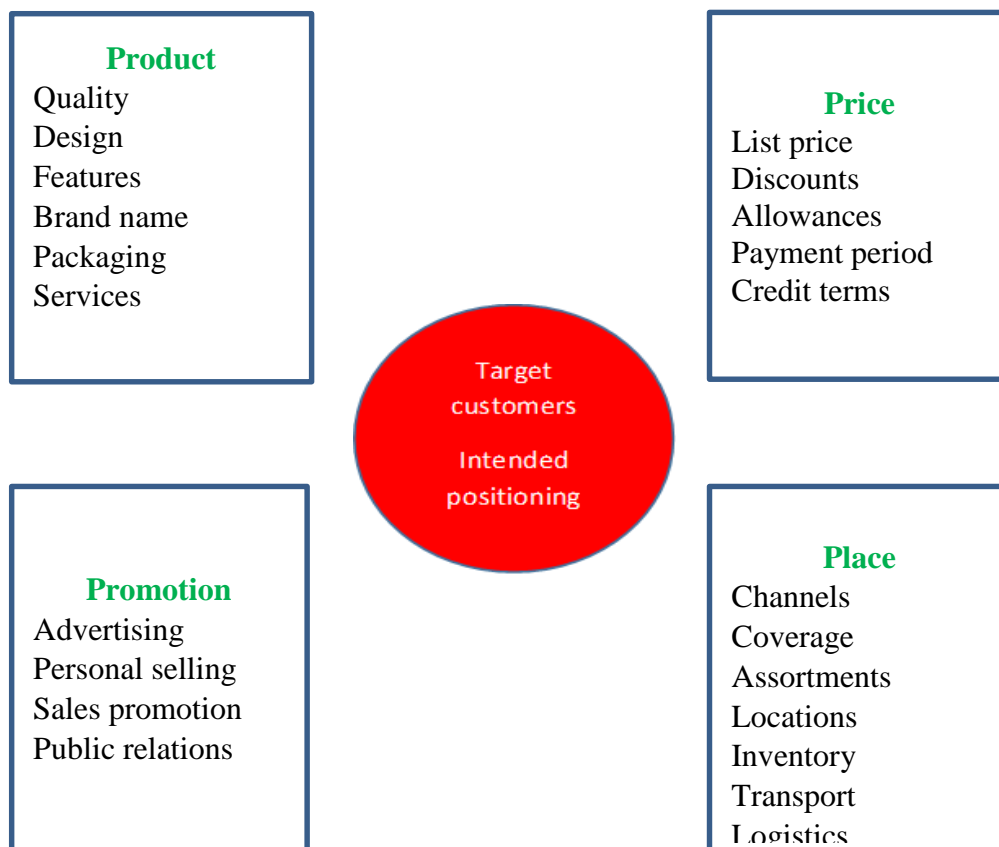 Product
Quality
Design
Features
Brand name
Packaging
Services
Price
List price
Discounts
Allowances
Payment period
Credit terms
Target
customers
Intended
positioning
Promotion
Advertising
Personal selling
Sales promotion
Public relations
Place
Channels
Coverage
Assortments
Locations
Inventory
Transport
Logistics